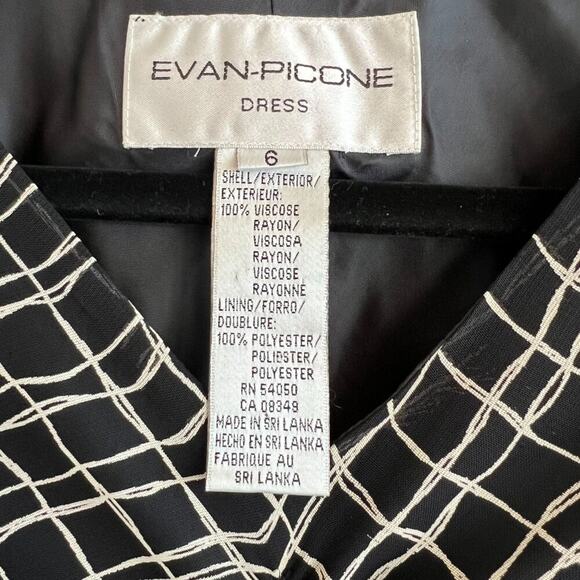 EVAN-PICONE
DRESS
6
SHELL/EXTERIOR/
EXTERIEUR:
100% VISCOSE
RAYON/
VISCOSA
RAYON/
VISCOSE
RAYONNE
LINING/FORRO/
DOUBLURE:
100% POLYESTER/
POLIESTER/
POLYESTER
RN 54050
CA 08349
MADE IN SRI LANKA
HECHO EN SRI LANKA
FABRIQUE AU
SRI LANKA